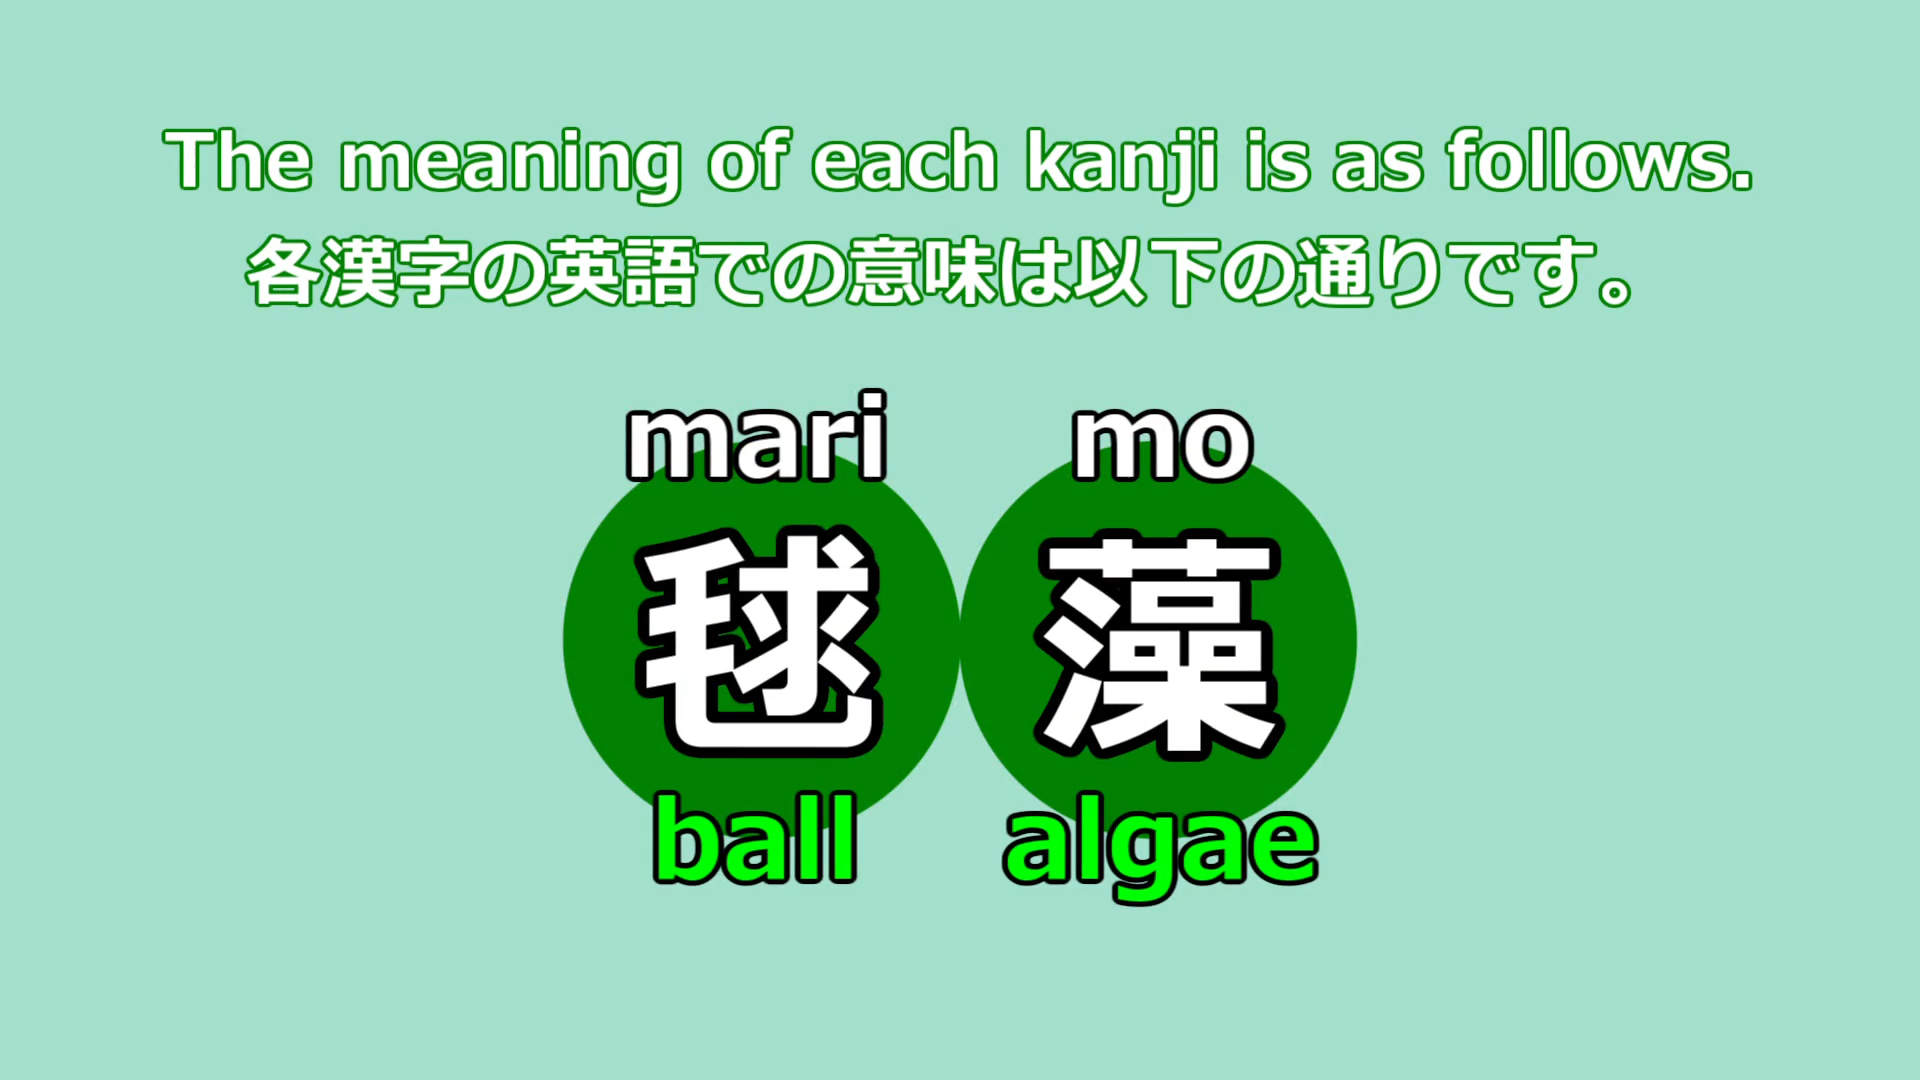 The meaning of each kanji is as follows.
各漢字の英語での意味は以下の通りです。
mari mo
毬 藻
ball algae